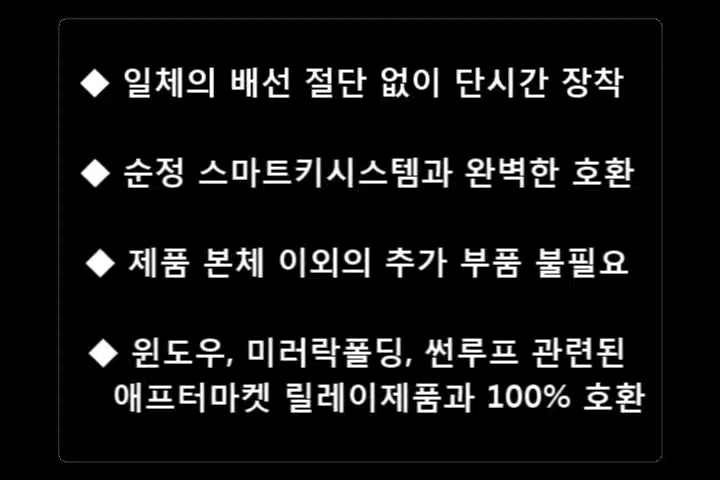 ◆ 일체의 배선 절단 없이 단시간 장착
◆ 순정 스마트키시스템과 완벽한 호환
◆ 제품 본체 이외의 추가 부품 불필요
◆ 윈도우, 미러락폴딩, 썬루프 관련된
애프터마켓 릴레이제품과 100% 호환